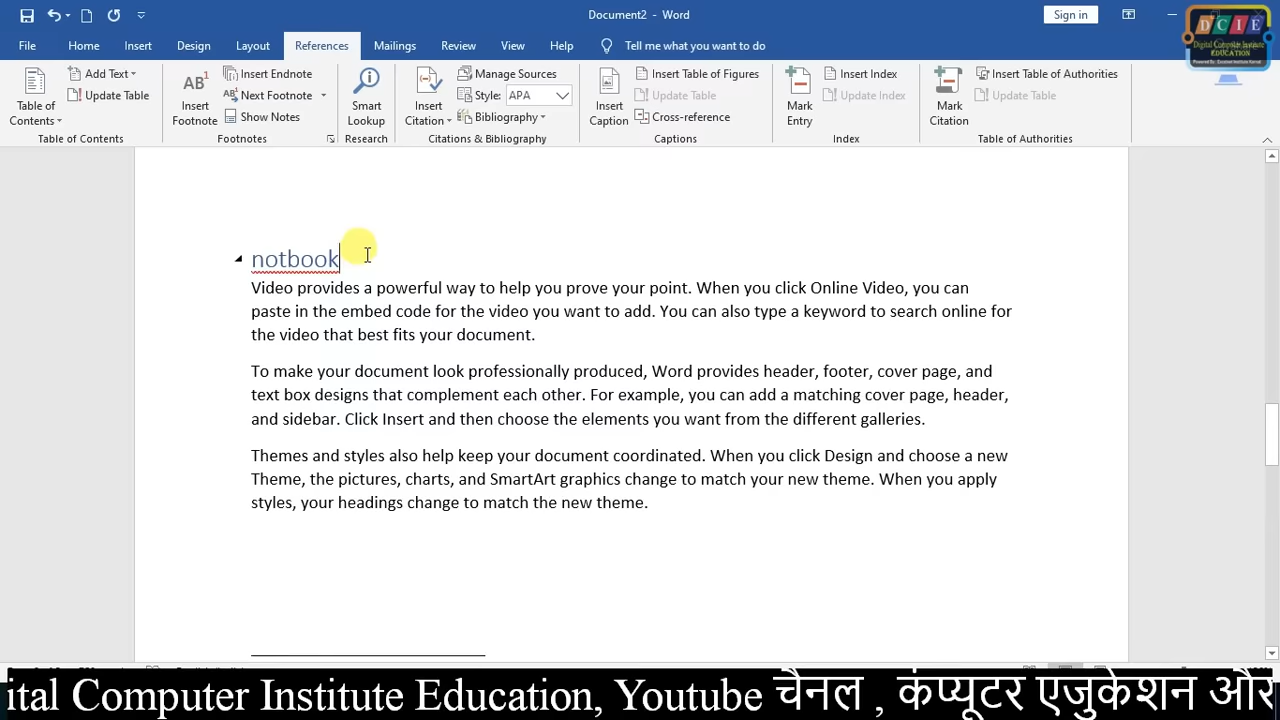 Document2 - Word
Sign in
DCIE
Digital Computer Institute
EDUCATION
File Home Insert Design Layout References Mailings Review View Help Tell me what you want to do
Table of Contents
Add Text
Update Table
Table of Contents
AB1
Insert Footnote
Insert Endnote
Next Footnote
Show Notes
Footnotes
Smart Lookup
Research
Insert Citation
Manage Sources
Style: APA
Bibliography
Citations & Bibliography
Insert Caption
Insert Table of Figures
Update Table
Cross-reference
Captions
Mark Entry
Insert Index
Update Index
Index
Mark Citation
Insert Table of Authorities
Update Table
Table of Authorities
notbook
Video provides a powerful way to help you prove your point. When you click Online Video, you can
paste in the embed code for the video you want to add. You can also type a keyword to search online for
the video that best fits your document.
To make your document look professionally produced, Word provides header, footer, cover page, and
text box designs that complement each other. For example, you can add a matching cover page, header,
and sidebar. Click Insert and then choose the elements you want from the different galleries.
Themes and styles also help keep your document coordinated. When you click Design and choose a new
Theme, the pictures, charts, and SmartArt graphics change to match your new theme. When you apply
styles, your headings change to match the new theme.
ital Computer Institute Education, Youtube चैनल , कंप्यूटर एजुकेशन और